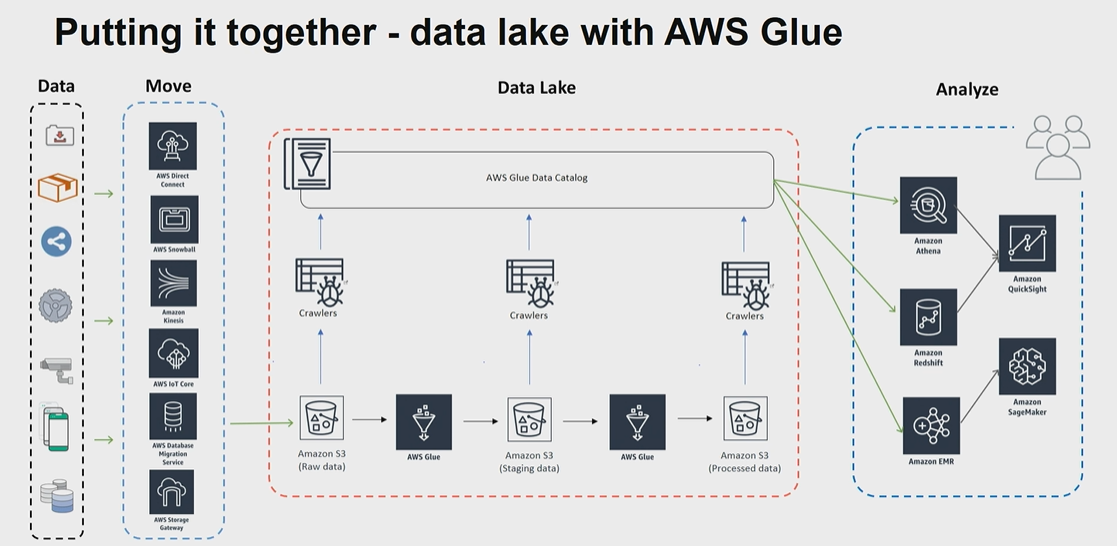 Putting it together - data lake with AWS Glue
Data
Move
Data Lake
Analyze
AWS Direct
Connect
AWS Snowball
Amazon
Kinesis
AWS IoT Core
AWS Database
Migration
Service
AWS Storage
Gateway
AWS Glue Data Catalog
Crawlers
Crawlers
Crawlers
Amazon S3
(Raw data)
AWS Glue
Amazon S3
(Staging data)
AWS Glue
Amazon S3
(Processed data)
Amazon
Athena
Amazon
Redshift
Amazon EMR
Amazon
QuickSight
Amazon
SageMaker